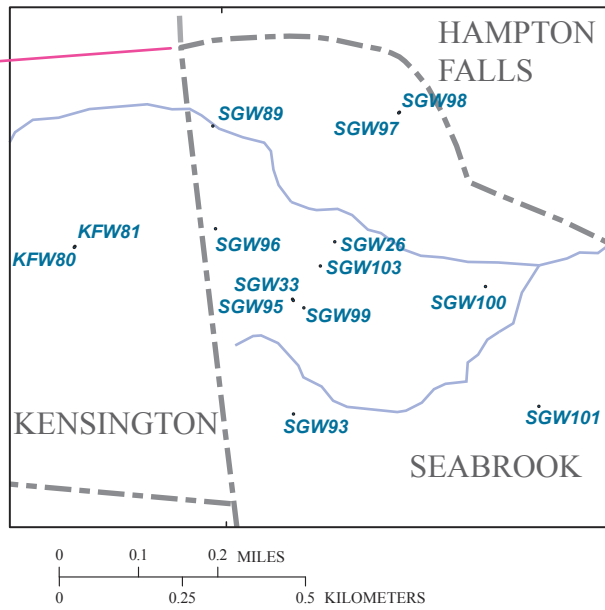 HAMPTON
FALLS
SGW98
SGW89
SGW97
KFW81
SGW96
SGW26
KFW80
SGW103
SGW33
SGW100
SGW95
SGW99
KENSINGTON
SGW93
SGW101
SEABROOK
0 0.1 0.2 MILES
0 0.25 0.5 KILOMETERS